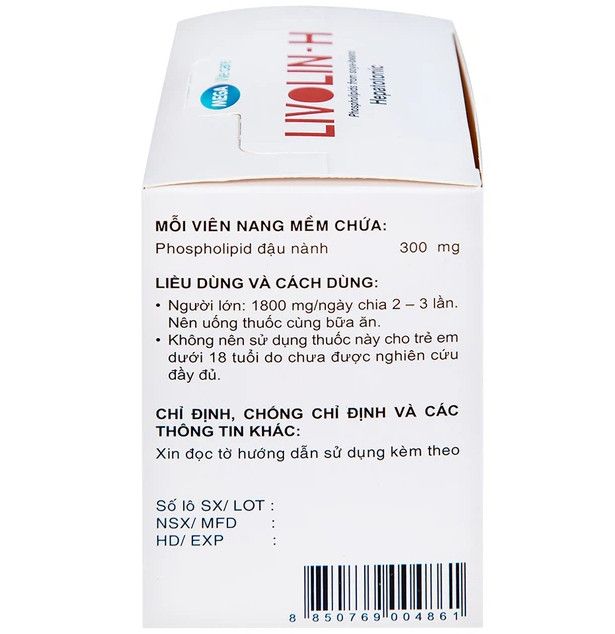 MEGA We care
LIVOLIN-H
Phospholipids from soya-beans
Hepatotonic
MỖI VIÊN NANG MỀM CHỨA:
Phospholipid đậu nành 300 mg
LIỀU DÙNG VÀ CÁCH DÙNG:
• Người lớn: 1800 mg/ngày chia 2 – 3 lần.
Nên uống thuốc cùng bữa ăn.
• Không nên sử dụng thuốc này cho trẻ em
dưới 18 tuổi do chưa được nghiên cứu
đầy đủ.
CHỈ ĐỊNH, CHỐNG CHỈ ĐỊNH VÀ CÁC
THÔNG TIN KHÁC:
Xin đọc tờ hướng dẫn sử dụng kèm theo
Số lô SX/ LOT :
NSX/ MFD :
HD/ EXP :
8 850769 004861